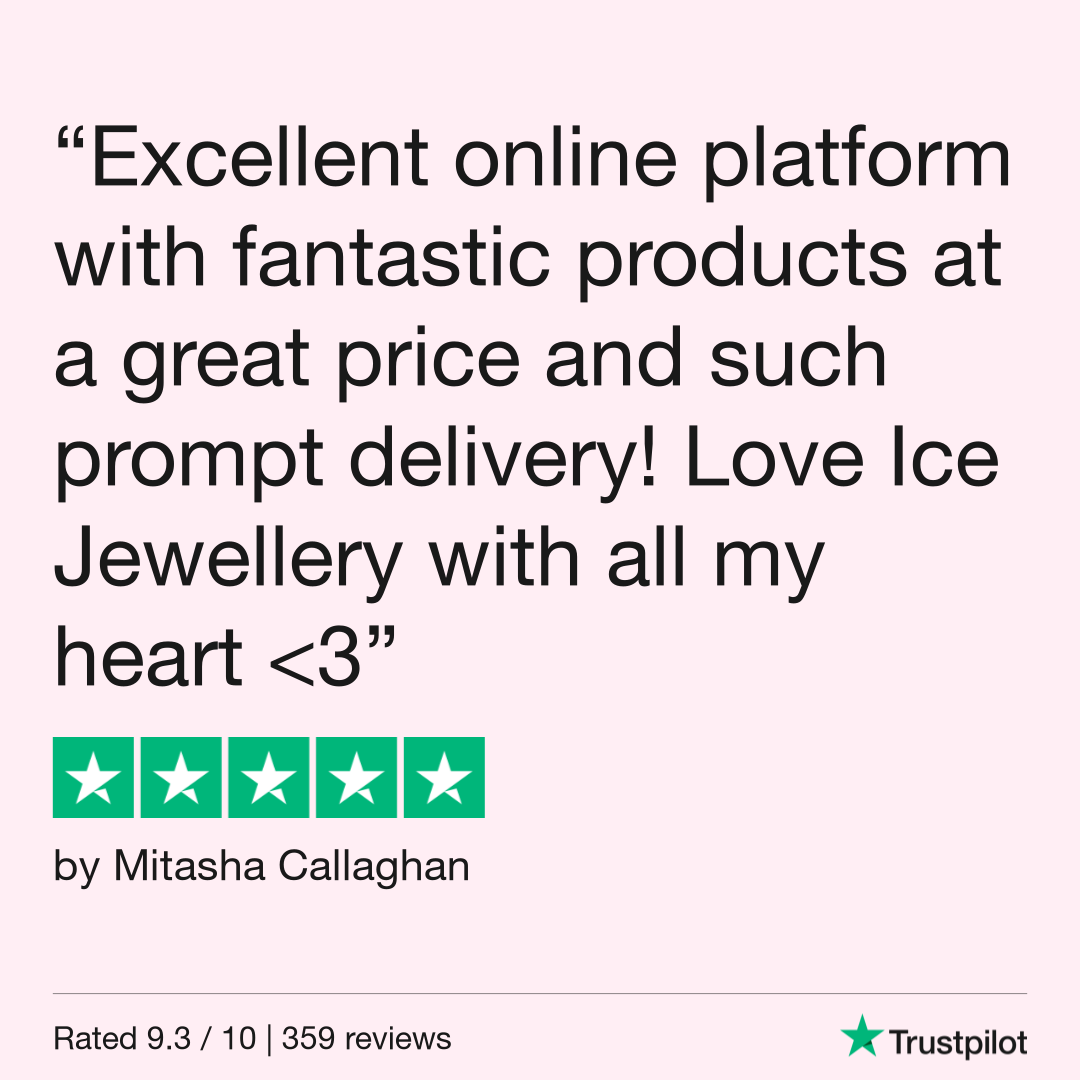 “Excellent online platform
with fantastic products at
a great price and such
prompt delivery! Love Ice
Jewellery with all my
heart <3”
by Mitasha Callaghan
Rated 9.3 / 10 | 359 reviews
Trustpilot